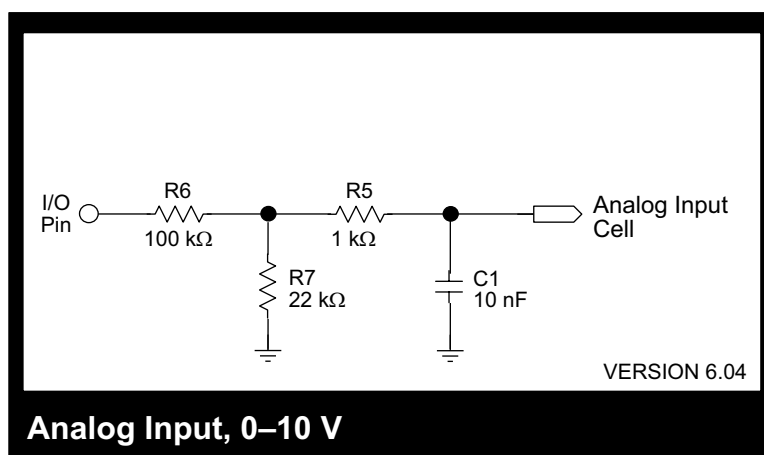 I/O
Pin
R6
100 kΩ
R5
1 kΩ
R7
22 kΩ
C1
10 nF
Analog Input
Cell
VERSION 6.04
Analog Input, 0–10 V